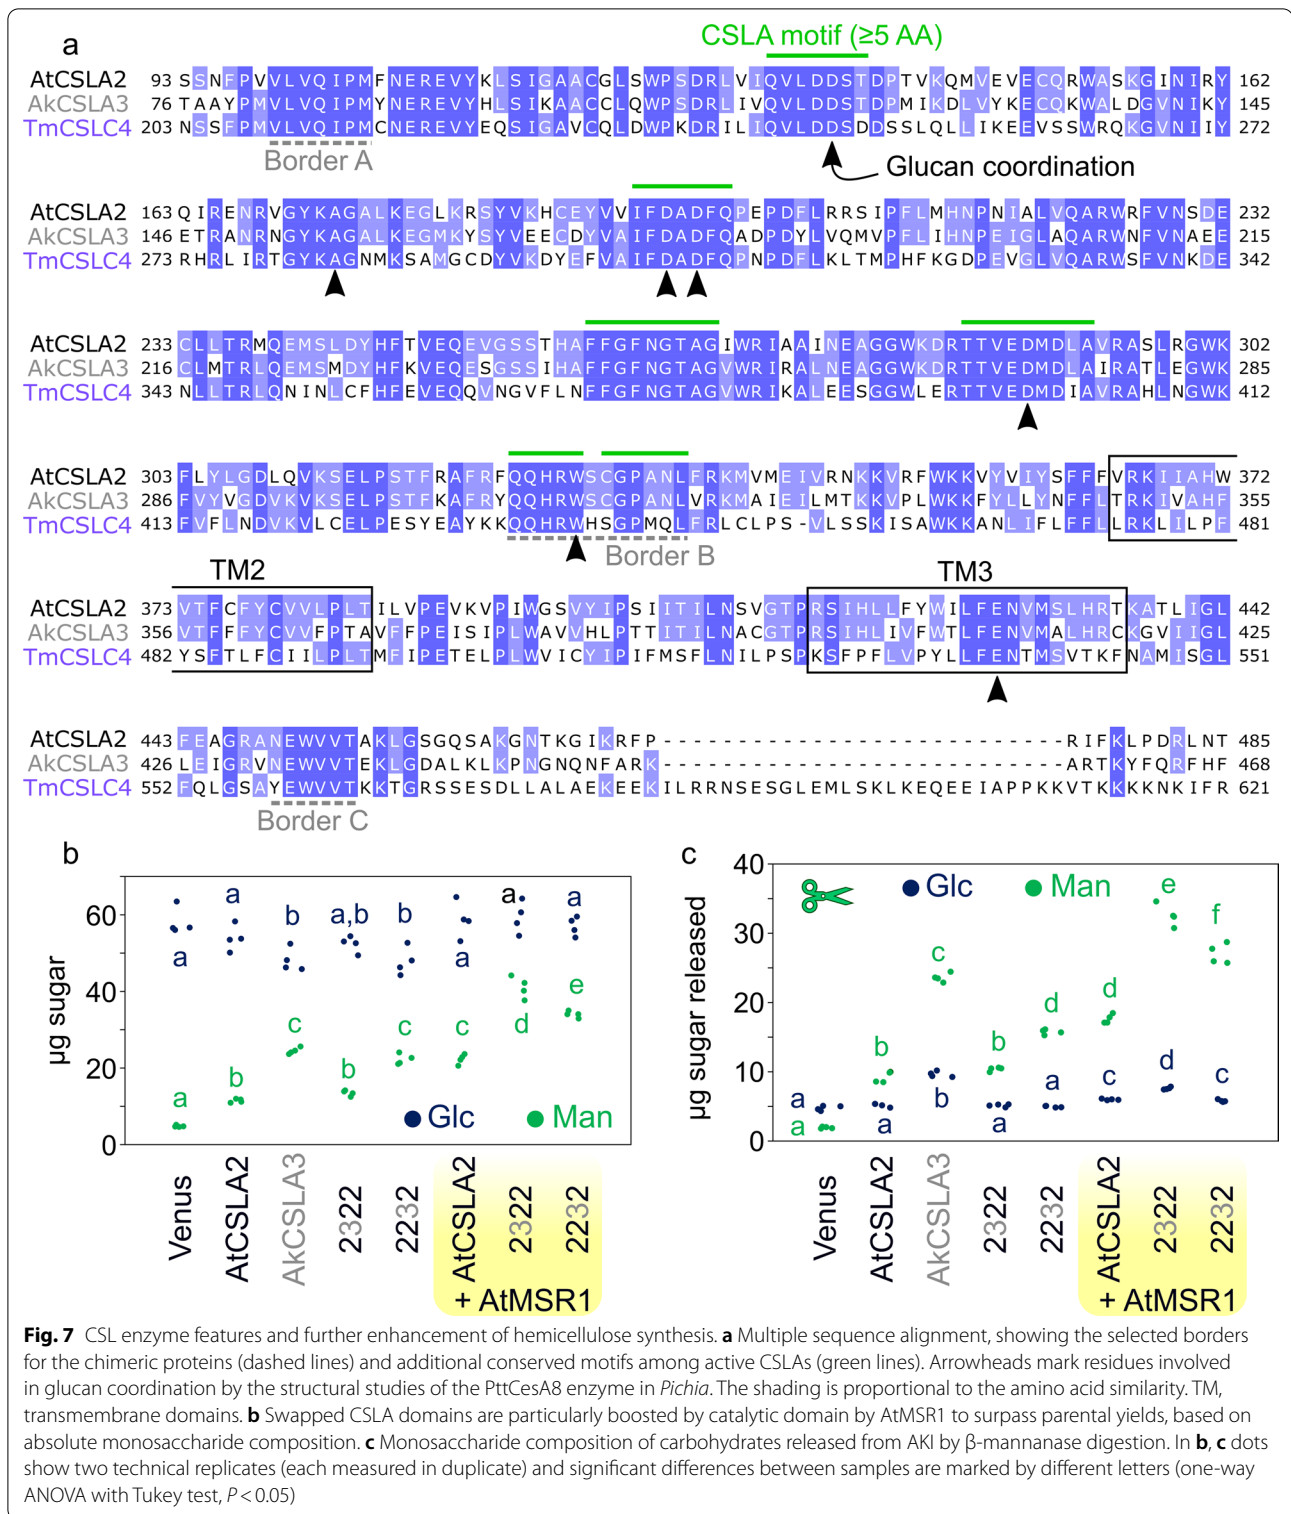 a
CSLA motif (≥5 AA)
AtCSLA2 93 SSNFPVVLVQIPMFNEREVYKLSIGAACGLSWPSDRLVIQVLDDSTDPTVKQMVEVECQRWASKGINIRY 162
AkCSLA3 76 TAAYPMVLVQIPMYNEREVYHLSIKAACCLQWPSDRLIVQVLDDSTDPMIKDLVYKECQKWALDGVNIKY 145
TmCSLC4 203 NSSFPMVLVQIPMCNEREVYEQSIGAVCQLDWPKDRILIQVLDDSDDSSLQLLIKEEVSSWRQKGVNIIY 272
Border A
Glucan coordination
AtCSLA2 163 QIRENRVGYKAGALKEGLKRSYVKHCEYVVIFDADFQPEPDFLRRSIPFLMHNPNIALVQARWRFVNSDE 232
AkCSLA3 146 ETRANRNGYKAGALKEGMKYSYVEECDYVAIFDADFQADPDYLVQMVPFLIHNPEIGLAQARWNFVNAEE 215
TmCSLC4 273 RHRLIRTGYKAGNMKSAMGCDYVKDYEFVAIFDADFQPNPDFLKLTMPHFKGDPEVGLVQARWSFVNKDE 342
AtCSLA2 233 CLLTRMQEMSLDYHFTVEQEVGSSTHAFFGFNGTAGIWRIAAINEAGGWKDRTTVEDMDLAVRASLRGWK 302
AkCSLA3 216 CLMTRLQEMSMDYHFKVEQESGSSIHAFFGFNGTAGVWRIRALNEAGGWKDRTTVEDMDLAIRATLEGWK 285
TmCSLC4 343 NLLTRLQNINLCFHFEVEQQVNGVFLNFFGFNGTAGVWRIKALEESGGWLERTTVEDMDIAVRAHLNGWK 412
AtCSLA2 303 FLYLGDLQVKSELPSTFRAFRFQQHRWSCGPANLFRKMVMEIVRNKKVRFWKKVYVIYSFFFVRKIIAHW 372
AkCSLA3 286 FVYVGDVKVKSELPSTFKAFRYQQHRWSCGPANLVRKMAIEILMTKKVPLWKKFYLLYNFFLTRKIVAHF 355
TmCSLC4 413 FVFLNDVKVLCELPESYEAYKKQQHRWHSGPMQLFRLCLPS-VLSSKISAWKKANLIFLFFLLRKLILPF 481
Border B
TM2
TM3
AtCSLA2 373 VTFCFYCVVLPLTILVPEVKVPIWGSVYIPSIITILNSVGTPRSIHLLFYWILFENVMSLHRTKATLIGL 442
AkCSLA3 356 VTFFFYCVVFPTAVFFPEISIPLWAVVHLPTTITILNACGTPRSIHLIVFWTLFENVMALHRCKGVIIGL 425
TmCSLC4 482 YSFTLFCIILPLTMFIPETELPLWVICYIPIFMSFLNILPSPKSFPFLVPYLLFENTMSVTKFNAMISGL 551
AtCSLA2 443 FEAGRANEWVVTAKLGSGQSAKGNTKGIKRFP---------------------------RIFKLPDRLNT 485
AkCSLA3 426 LEIGRVNEWVVTEKLGDALKLKPNGNQNFARK---------------------------ARTKYFQRFHF 468
TmCSLC4 552 FQLGSAYEWVVTKKTGRSSESDLLALAEKEEKILRRNSESGLEMLSKLKEQEEIAPPKKVTKKKKNKIFR 621
Border C
b
µg sugar
60
40
20
0
a
a
b
a,b
b
a
a
a
a
b
c
b
c
c
d
e
Glc
Man
Venus
AtCSLA2
AkCSLA3
2322
2232
AtCSLA2
2322
2232
+ AtMSR1
c
µg sugar released
40
30
20
10
0
Glc
Man
a
a
b
a
c
b
b
a
d
a
d
c
e
d
f
c
Venus
AtCSLA2
AkCSLA3
2322
2232
AtCSLA2
2322
2232
+ AtMSR1
Fig. 7 CSL enzyme features and further enhancement of hemicellulose synthesis. a Multiple sequence alignment, showing the selected borders
for the chimeric proteins (dashed lines) and additional conserved motifs among active CSLAs (green lines). Arrowheads mark residues involved
in glucan coordination by the structural studies of the PttCesA8 enzyme in Pichia. The shading is proportional to the amino acid similarity. TM,
transmembrane domains. b Swapped CSLA domains are particularly boosted by catalytic domain by AtMSR1 to surpass parental yields, based on
absolute monosaccharide composition. c Monosaccharide composition of carbohydrates released from AKI by β-mannanase digestion. In b, c dots
show two technical replicates (each measured in duplicate) and significant differences between samples are marked by different letters (one-way
ANOVA with Tukey test, P < 0.05)